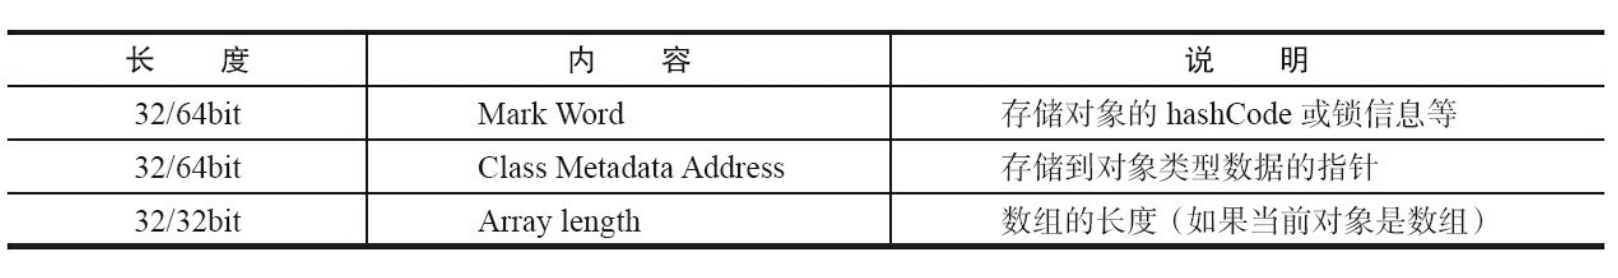 长 度 内 容 说 明
32/64bit Mark Word 存储对象的 hashCode 或锁信息等
32/64bit Class Metadata Address 存储到对象类型数据的指针
32/32bit Array length 数组的长度（如果当前对象是数组）